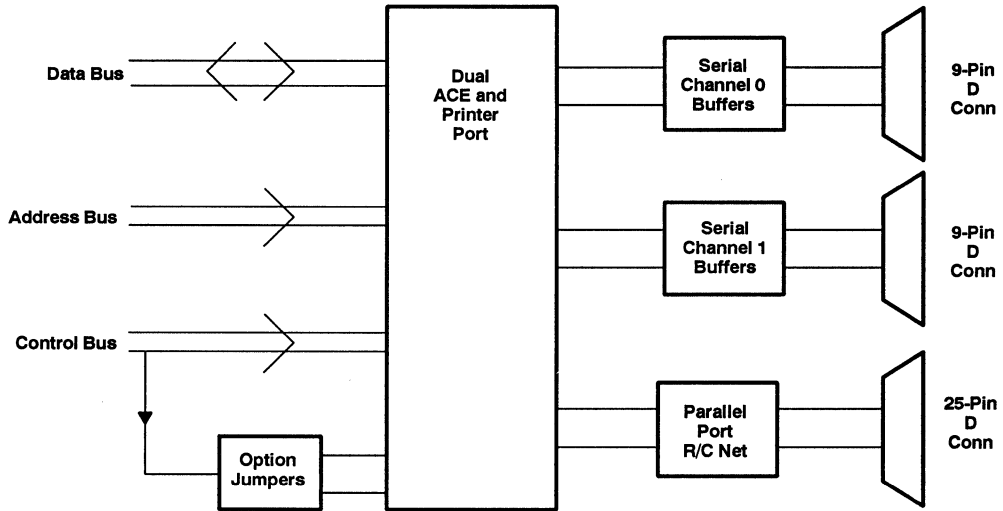 Data Bus
Address Bus
Control Bus
Option
Jumpers
Dual
ACE and
Printer
Port
Serial
Channel 0
Buffers
9-Pin
D
Conn
Serial
Channel 1
Buffers
9-Pin
D
Conn
Parallel
Port
R/C Net
25-Pin
D
Conn